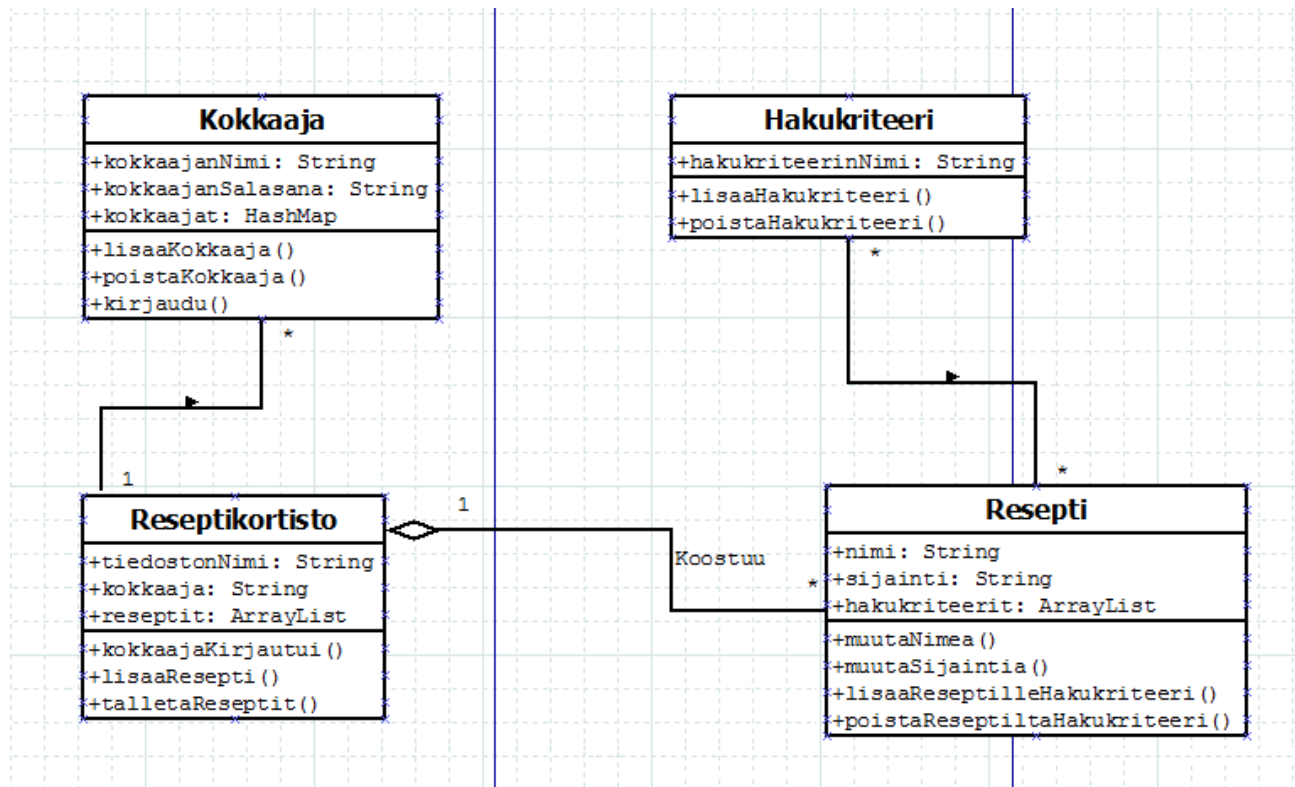 Kokkaaja
+kokkaajanNimi: String
+kokkaajanSalasana: String
+kokkaajat: HashMap
+lisaaKokkaaja()
+poistaKokkaaja()
+kirjaudu()
*
1
Hakukriteeri
+hakukriteerinNimi: String
+lisaaHakukriteeri()
+poistaHakukriteeri()
*
*
Reseptikortisto
+tiedostonNimi: String
+kokkaaja: String
+reseptit: ArrayList
+kokkaajaKirjautui()
+lisaaResepti()
+talletaReseptit()
1
Koostuu
*
Resepti
+nimi: String
+sijainti: String
+hakukriteerit: ArrayList
+muutaNimea()
+muutaSijaintia()
+lisaaReseptilleHakukriteeri()
+poistaReseptiltaHakukriteeri()